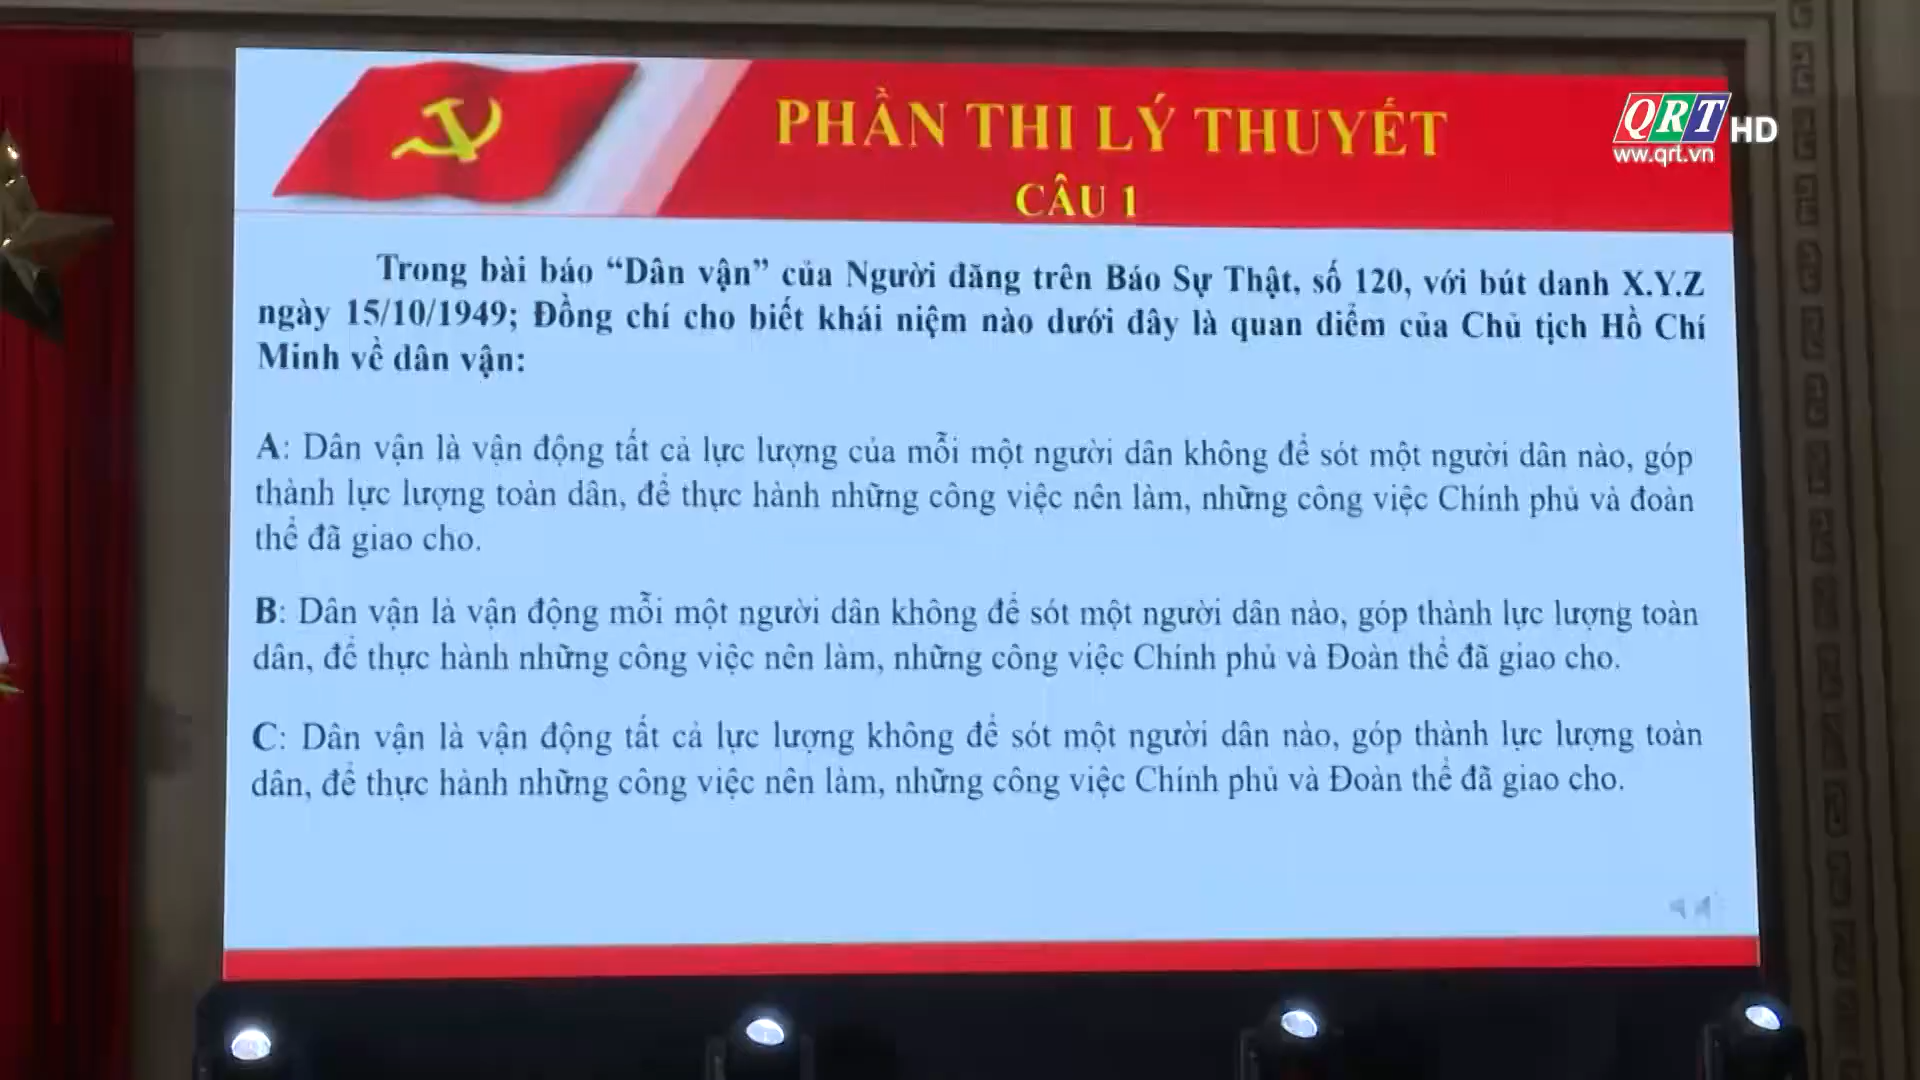 PHẦN THI LÝ THUYẾT
QRT HD
CÂU 1
ww.qrt.vn
Trong bài báo “Dân vận” của Người đăng trên Báo Sự Thật, số 120, với bút danh X.Y.Z
ngày 15/10/1949; Đồng chí cho biết khái niệm nào dưới đây là quan điểm của Chủ tịch Hồ Chí
Minh về dân vận:
A: Dân vận là vận động tất cả lực lượng của mỗi một người dân không để sót một người dân nào, góp
thành lực lượng toàn dân, để thực hành những công việc nên làm, những công việc Chính phủ và đoàn
thể đã giao cho.
B: Dân vận là vận động mỗi một người dân không để sót một người dân nào, góp thành lực lượng toàn
dân, để thực hành những công việc nên làm, những công việc Chính phủ và Đoàn thể đã giao cho.
C: Dân vận là vận động tất cả lực lượng không để sót một người dân nào, góp thành lực lượng toàn
dân, để thực hành những công việc nên làm, những công việc Chính phủ và Đoàn thể đã giao cho.